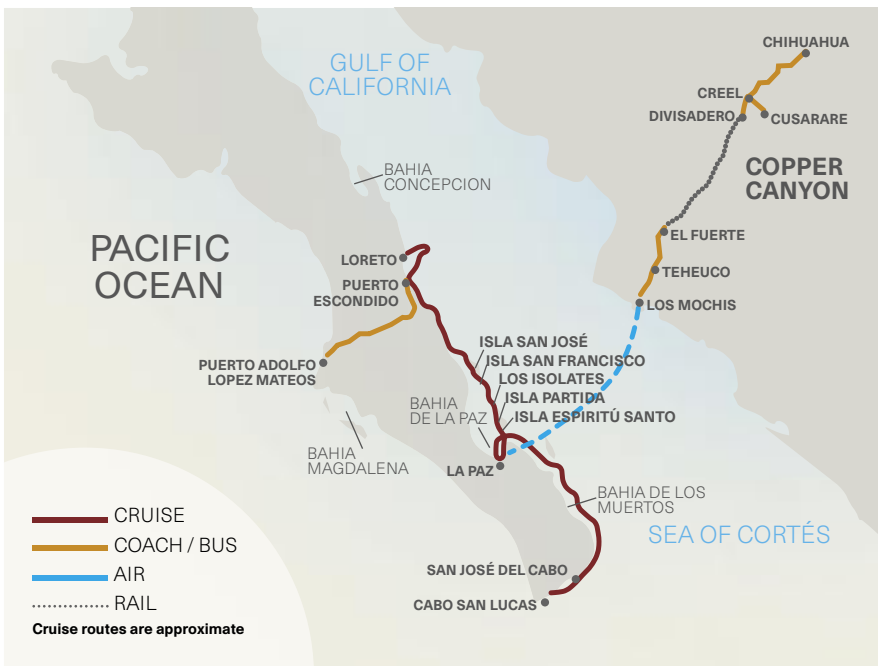 CHIHUAHUA
GULF OF
CALIFORNIA
CREEL
DIVISADERO
CUSARARE
COPPER
CANYON
BAHIA
CONCEPCION
PACIFIC
OCEAN
EL FUERTE
LORETO
TEHEUCO
PUERTO
ESCONDIDO
LOS MOCHIS
ISLA SAN JOSÉ
ISLA SAN FRANCISCO
PUERTO ADOLFO
LOPEZ MATEOS
LOS ISOLATES
ISLA PARTIDA
BAHIA
DE LA PAZ
ISLA ESPIRITÚ SANTO
BAHIA
MAGDALENA
LA PAZ
BAHIA DE LOS
MUERTOS
SEA OF CORTÉS
SAN JOSÉ DEL CABO
CABO SAN LUCAS
CRUISE
COACH / BUS
AIR
RAIL
Cruise routes are approximate